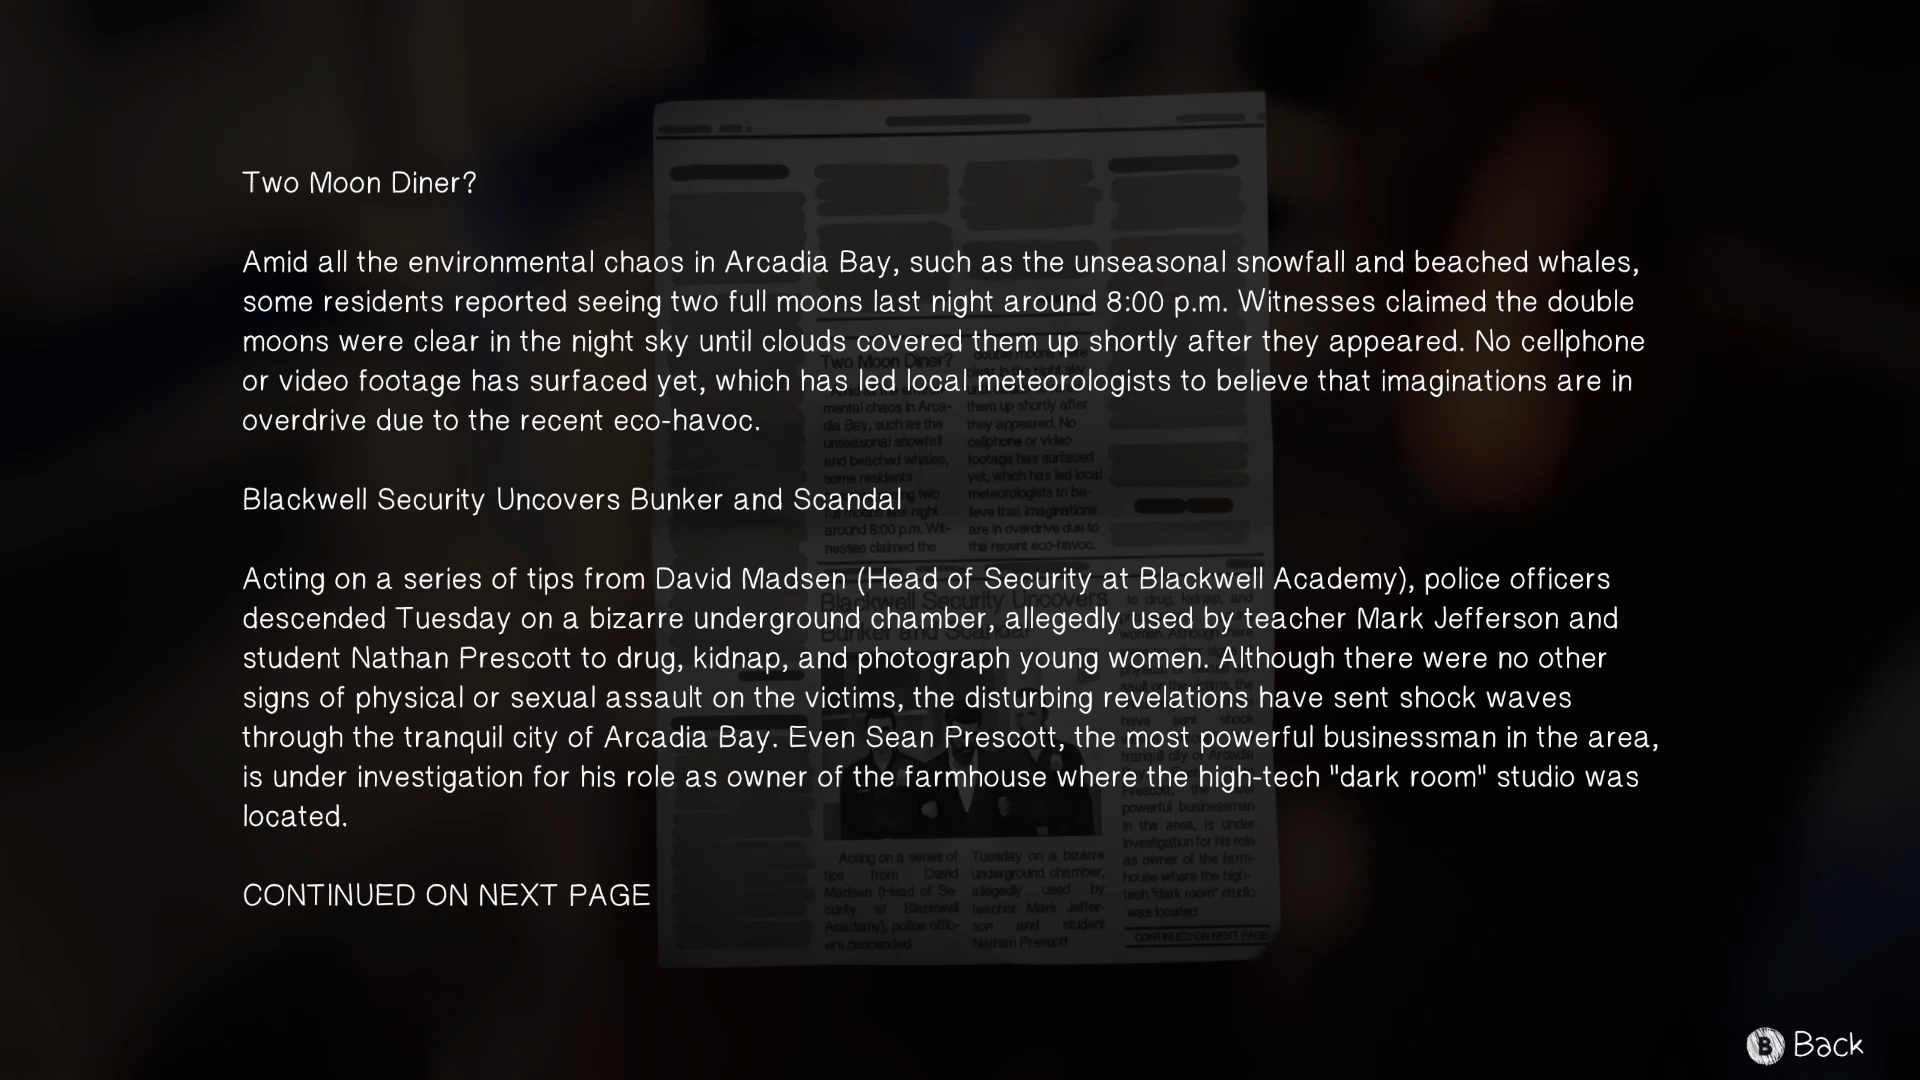 Two Moon Diner?
Amid all the environmental chaos in Arcadia Bay, such as the unseasonal snowfall and beached whales,
some residents reported seeing two full moons last night around 8:00 p.m. Witnesses claimed the double
moons were clear in the night sky until clouds covered them up shortly after they appeared. No cellphone
or video footage has surfaced yet, which has led local meteorologists to believe that imaginations are in
overdrive due to the recent eco-havoc.
Blackwell Security Uncovers Bunker and Scandal
Acting on a series of tips from David Madsen (Head of Security at Blackwell Academy), police officers
descended Tuesday on a bizarre underground chamber, allegedly used by teacher Mark Jefferson and
student Nathan Prescott to drug, kidnap, and photograph young women. Although there were no other
signs of physical or sexual assault on the victims, the disturbing revelations have sent shock waves
through the tranquil city of Arcadia Bay. Even Sean Prescott, the most powerful businessman in the area,
is under investigation for his role as owner of the farmhouse where the high-tech "dark room" studio was
located.
CONTINUED ON NEXT PAGE
B Back